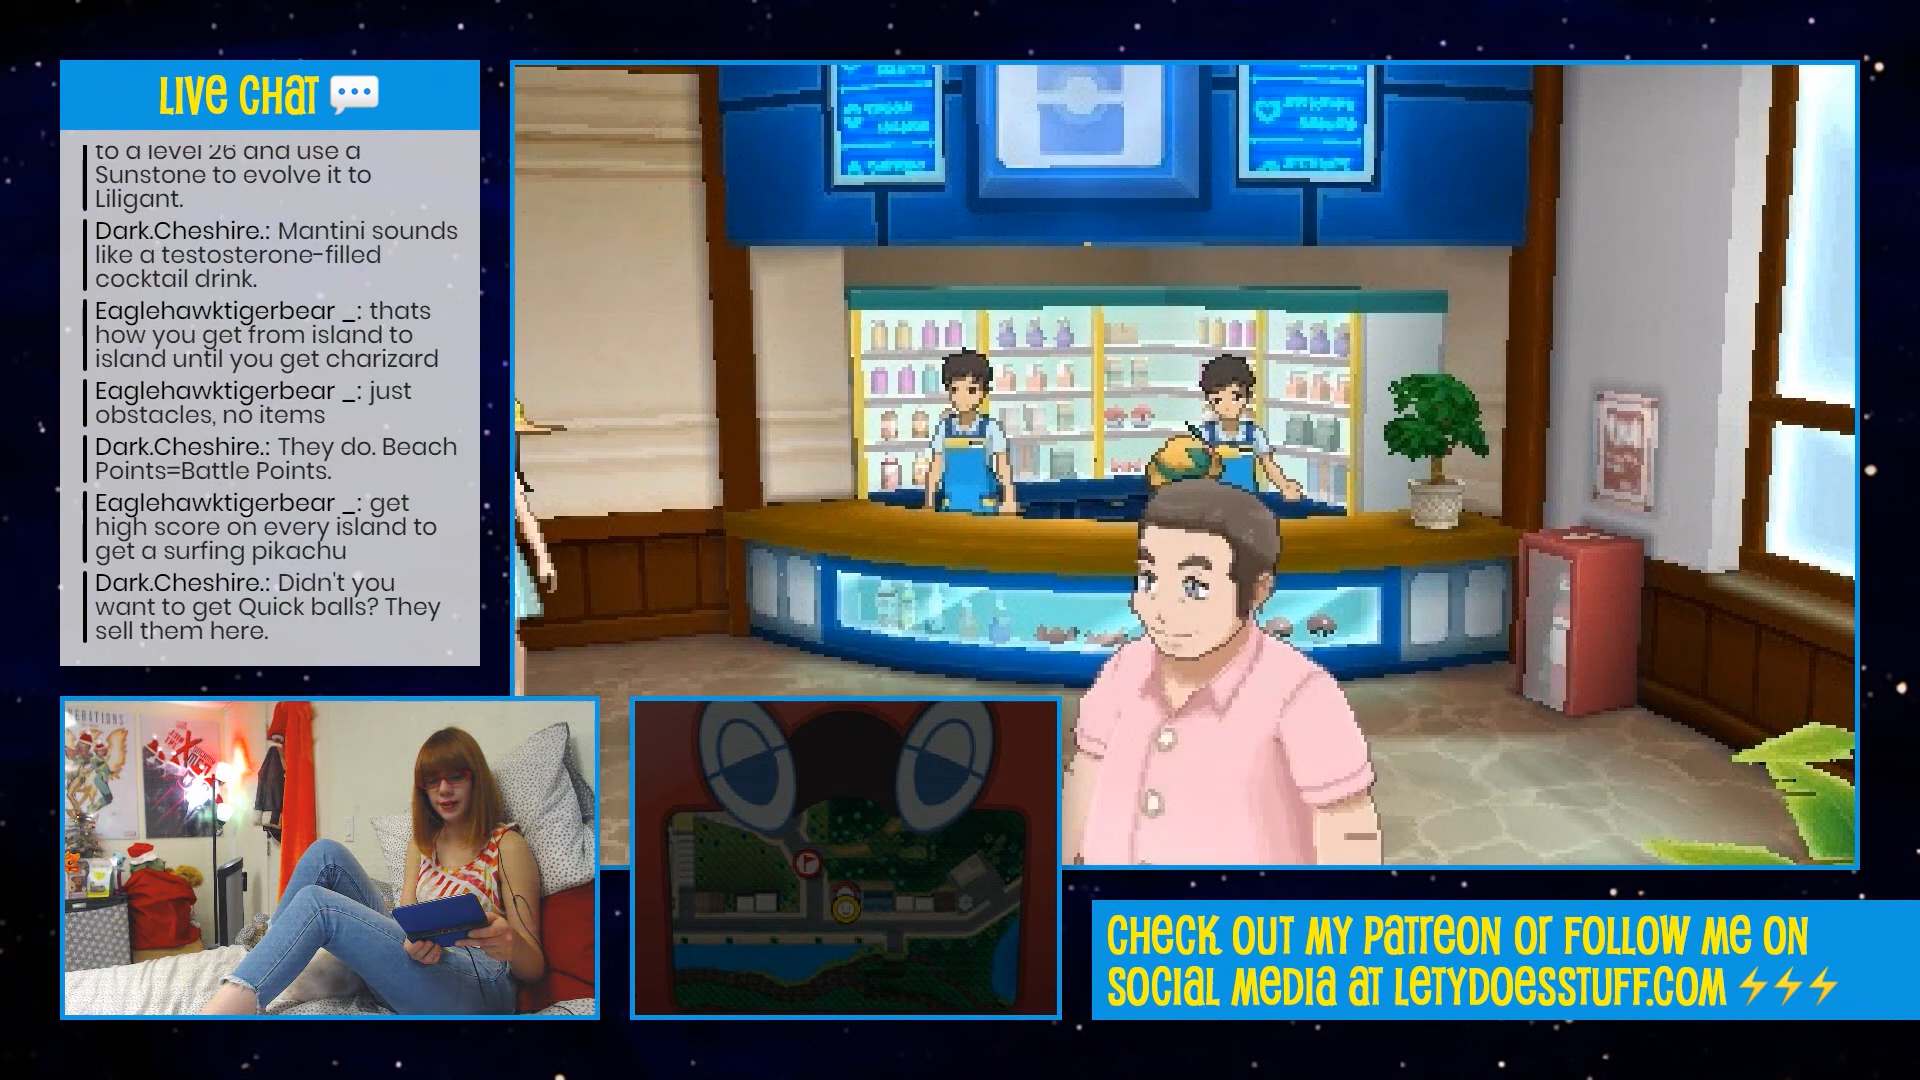 LIVE CHAT
to a level 26 and use a
Sunstone to evolve it to
Liligant.
Dark.Cheshire.: Mantini sounds
like a testosterone-filled
cocktail drink.
Eaglehawktigerbear _: thats
how you get from island to
island until you get charizard
Eaglehawktigerbear _: just
obstacles, no items
Dark.Cheshire.: They do. Beach
Points=Battle Points.
Eaglehawktigerbear _: get
high score on every island to
get a surfing pikachu
Dark.Cheshire.: Didn't you
want to get Quick balls? They
sell them here.
CHECK OUT MY PATREON OR FOLLOW ME ON
SOCIAL MEDIA AT LETYDOESSTUFF.COM